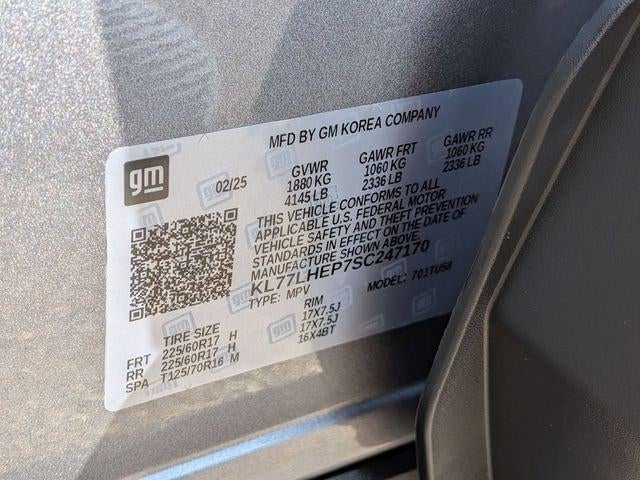 MFD BY GM KOREA COMPANY
gm
02/25
GVWR GAWR FRT GAWR RR
1880 KG 1060 KG 1060 KG
4145 LB 2336 LB 2336 LB
THIS VEHICLE CONFORMS TO ALL
APPLICABLE U.S. FEDERAL MOTOR
VEHICLE SAFETY AND THEFT PREVENTION
STANDARDS IN EFFECT ON THE DATE OF
MANUFACTURE SHOWN ABOVE.
KL77LHEP7SC247170
TYPE: MPV MODEL: 701TU58
TIRE SIZE RIM
FRT 225/60R17 H 17X7.5J
RR 225/60R17 H 17X7.5J
SPA T125/70R16 M 16X4BT